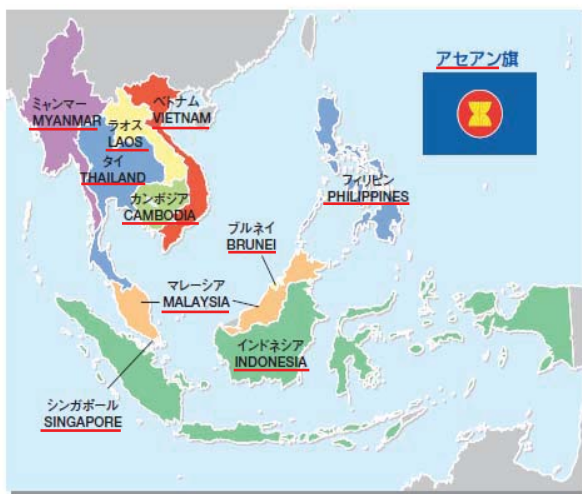 アセアン旗
ミャンマー
MYANMAR
ラオス
LAOS
ベトナム
VIETNAM
タイ
THAILAND
カンボジア
CAMBODIA
フィリピン
PHILIPPINES
ブルネイ
BRUNEI
マレーシア
MALAYSIA
インドネシア
INDONESIA
シンガポール
SINGAPORE